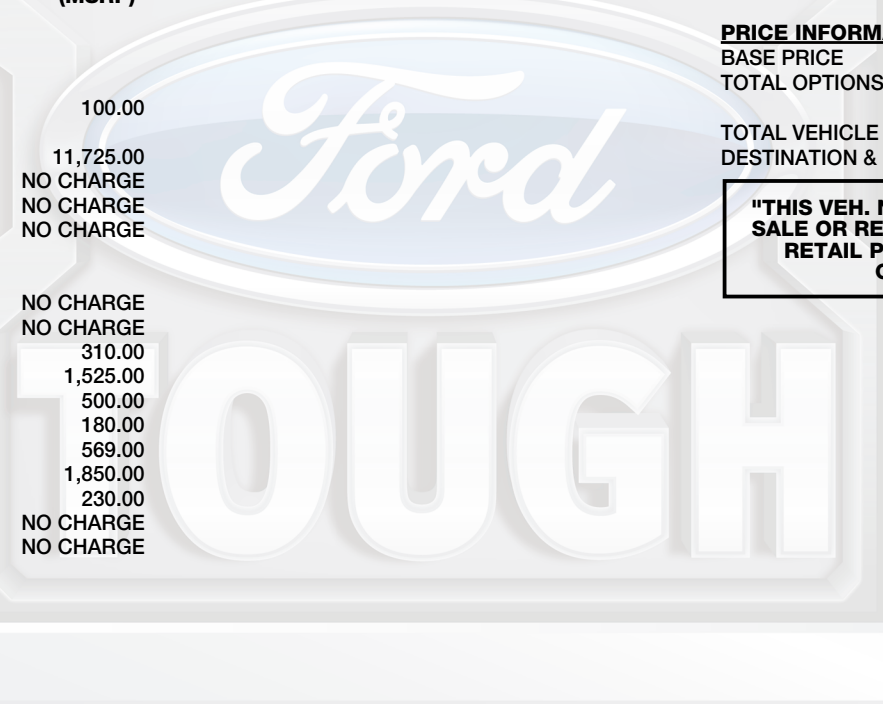 (MSRP)
100.00
11,725.00
NO CHARGE
NO CHARGE
NO CHARGE
NO CHARGE
NO CHARGE
310.00
1,525.00
500.00
180.00
569.00
1,850.00
230.00
NO CHARGE
NO CHARGE
PRICE INFORM
BASE PRICE
TOTAL OPTIONS
TOTAL VEHICLE
DESTINATION &
"THIS VEH.
SALE OR RE
RETAIL P
Ford
TOUGH